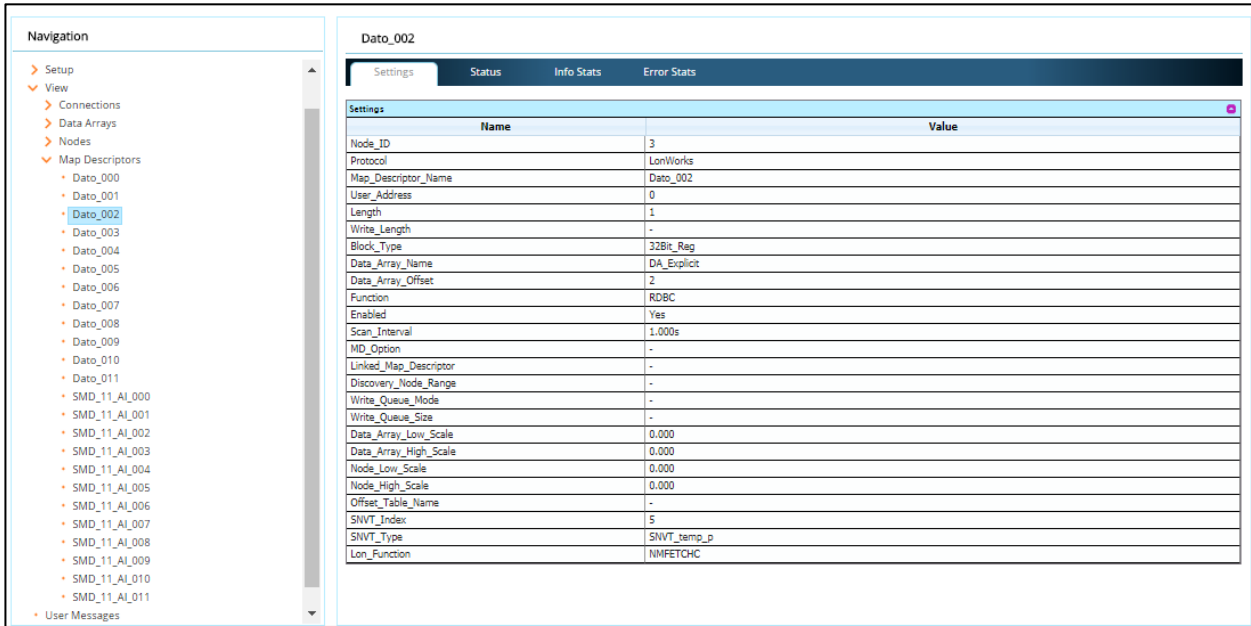 Navigation
Setup
View
Connections
Data Arrays
Nodes
Map Descriptors
Dato_000
Dato_001
Dato_002
Dato_003
Dato_004
Dato_005
Dato_006
Dato_007
Dato_008
Dato_009
Dato_010
Dato_011
SMD_11_AI_000
SMD_11_AI_001
SMD_11_AI_002
SMD_11_AI_003
SMD_11_AI_004
SMD_11_AI_005
SMD_11_AI_006
SMD_11_AI_007
SMD_11_AI_008
SMD_11_AI_009
SMD_11_AI_010
SMD_11_AI_011
User Messages
Dato_002
Settings Status Info Stats Error Stats
Settings
Name Value
Node_ID 3
Protocol LonWorks
Map_Descriptor_Name Dato_002
User_Address 0
Length 1
Write_Length -
Block_Type 32Bit_Reg
Data_Array_Name DA_Explicit
Data_Array_Offset 2
Function RDBC
Enabled Yes
Scan_Interval 1.000s
MD_Option -
Linked_Map_Descriptor -
Discovery_Node_Range -
Write_Queue_Mode -
Write_Queue_Size -
Data_Array_Low_Scale 0.000
Data_Array_High_Scale 0.000
Node_Low_Scale 0.000
Node_High_Scale 0.000
Offset_Table_Name -
SNVT_Index 5
SNVT_Type SNVT_temp_p
Lon_Function NMFETCHC